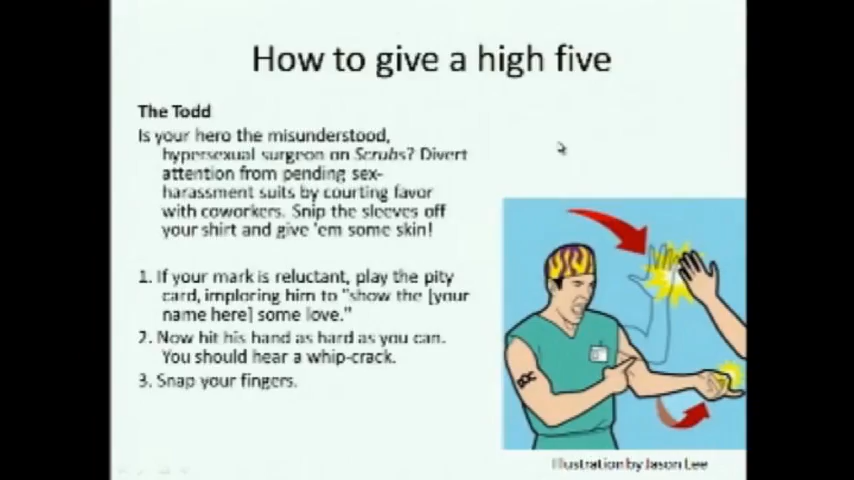 How to give a high five
The Todd
Is your hero the misunderstood,
hypersexual surgeon on Scrubs? Divert
attention from pending sex-
harassment suits by courting favor
with coworkers. Snip the sleeves off
your shirt and give 'em some skin!
1. If your mark is reluctant, play the pity
card, imploring him to "show the [your
name here] some love."
2. Now hit his hand as hard as you can.
You should hear a whip-crack.
3. Snap your fingers.
DOC
Illustration by Jason Lee